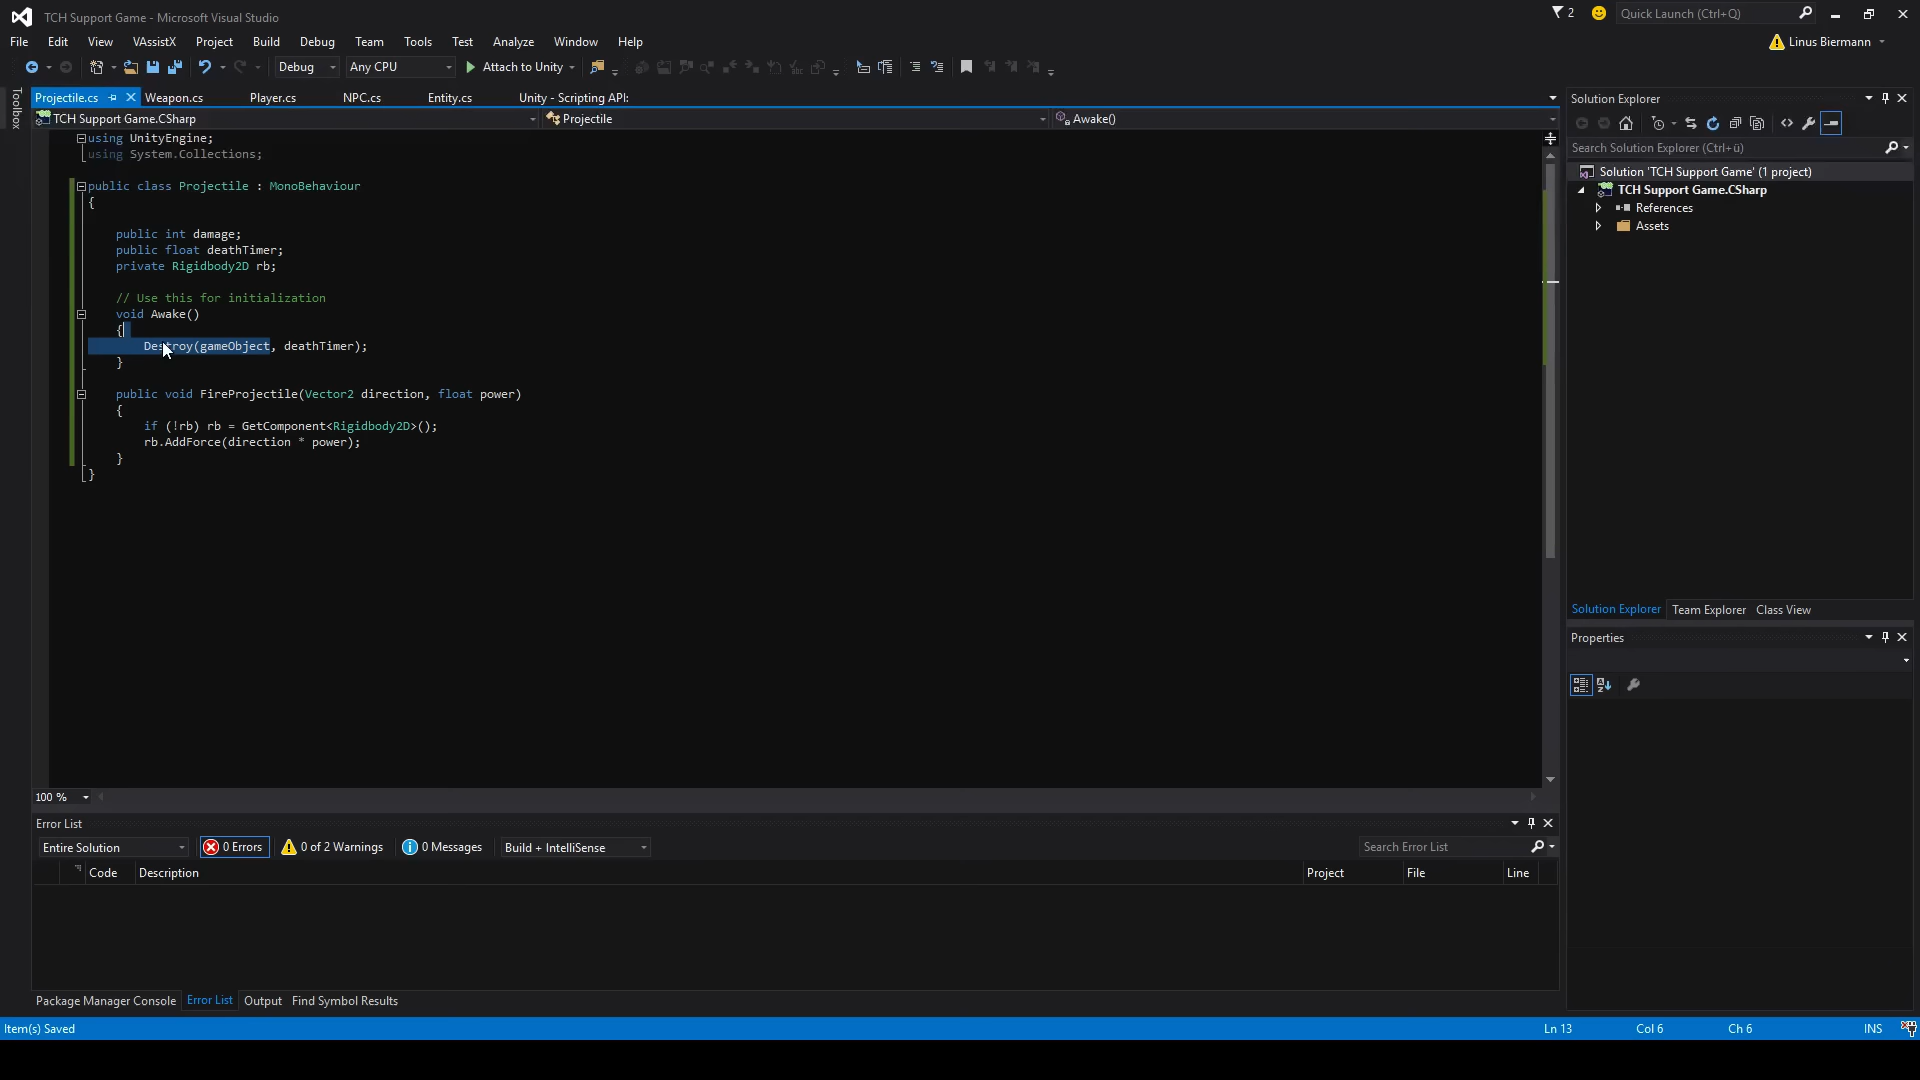 TCH Support Game - Microsoft Visual Studio
2
Quick Launch (Ctrl+Q)
File Edit View VAssistX Project Build Debug Team Tools Test Analyze Window Help
Linus Biermann
Debug Any CPU Attach to Unity
Toolbox
Projectile.cs Weapon.cs Player.cs NPC.cs Entity.cs Unity - Scripting API:
TCH Support Game.CSharp Projectile Awake()
using UnityEngine;
using System.Collections;
public class Projectile : MonoBehaviour
{
public int damage;
public float deathTimer;
private Rigidbody2D rb;
// Use this for initialization
void Awake()
{
Destroy(gameObject, deathTimer);
}
public void FireProjectile(Vector2 direction, float power)
{
if (!rb) rb = GetComponent<Rigidbody2D>();
rb.AddForce(direction * power);
}
}
100 %
Solution Explorer
Search Solution Explorer (Ctrl+ü)
Solution 'TCH Support Game' (1 project)
TCH Support Game.CSharp
References
Assets
Solution Explorer Team Explorer Class View
Properties
Error List
Entire Solution 0 Errors 0 of 2 Warnings 0 Messages Build + IntelliSense Search Error List
Code Description Project File Line
Package Manager Console Error List Output Find Symbol Results
Item(s) Saved Ln 13 Col 6 Ch 6 INS